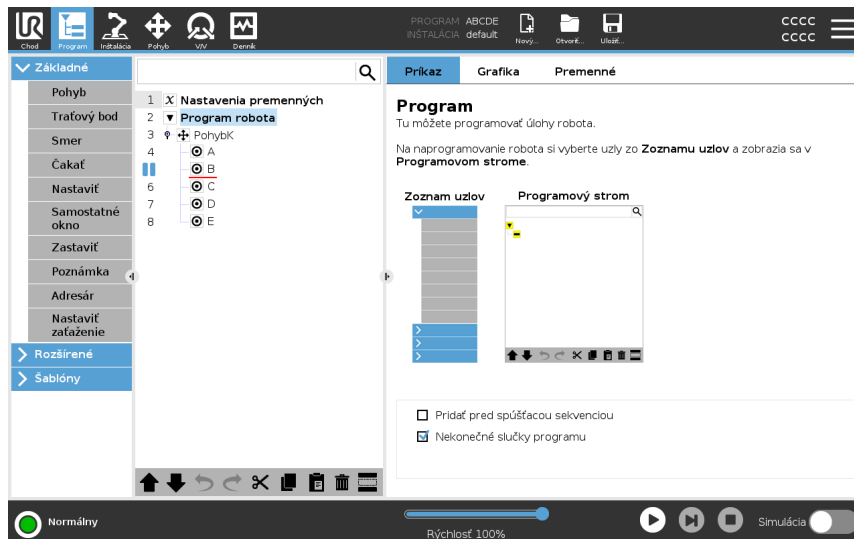 UR
Chod
Program
Inštalácia
Pohyb
V/V
Denník
PROGRAM ABCDE
INŠTALÁCIA default
Nový...
Otvoriť...
Uložiť...
CCCC
CCCC
Základné
Pohyb
Traťový bod
Smer
Čakať
Nastaviť
Samostatné
okno
Zastaviť
Poznámka
Adresár
Nastaviť
zaťaženie
Rozšírené
Šablóny
1 X Nastavenia premenných
2 Program robota
3 PohybK
4 A
B
6 C
7 D
8 E
Príkaz
Grafika
Premenné
Program
Tu môžete programovať úlohy robota.
Na naprogramovanie robota si vyberte uzly zo Zoznamu uzlov a zobrazia sa v
Programovom strome.
Zoznam uzlov
Programový strom
Pridať pred spúšťacou sekvenciou
Nekonečné slučky programu
Normálny
Rýchlosť 100%
Simulácia